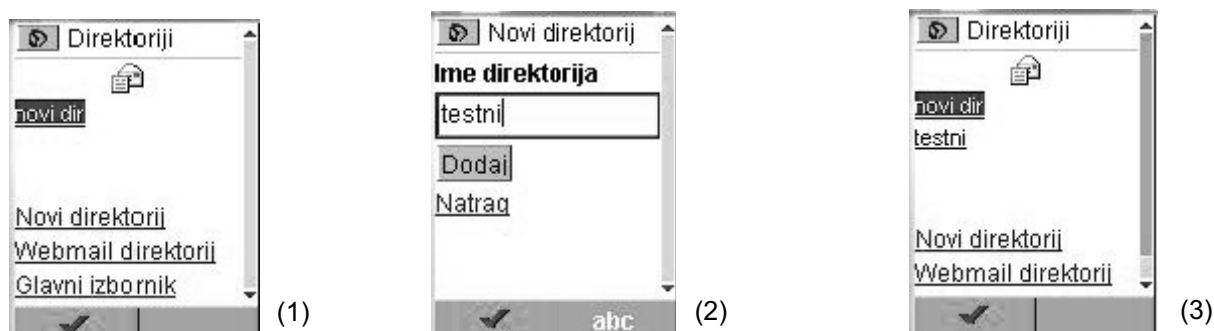 Direktoriji
novi dir
Novi direktorij
Webmail direktorij
Glavni izbornik
(1)
Novi direktorij
Ime direktorija
testni
Dodaj
Natrag
abc
(2)
Direktoriji
novi dir
testni
Novi direktorij
Webmail direktorij
(3)